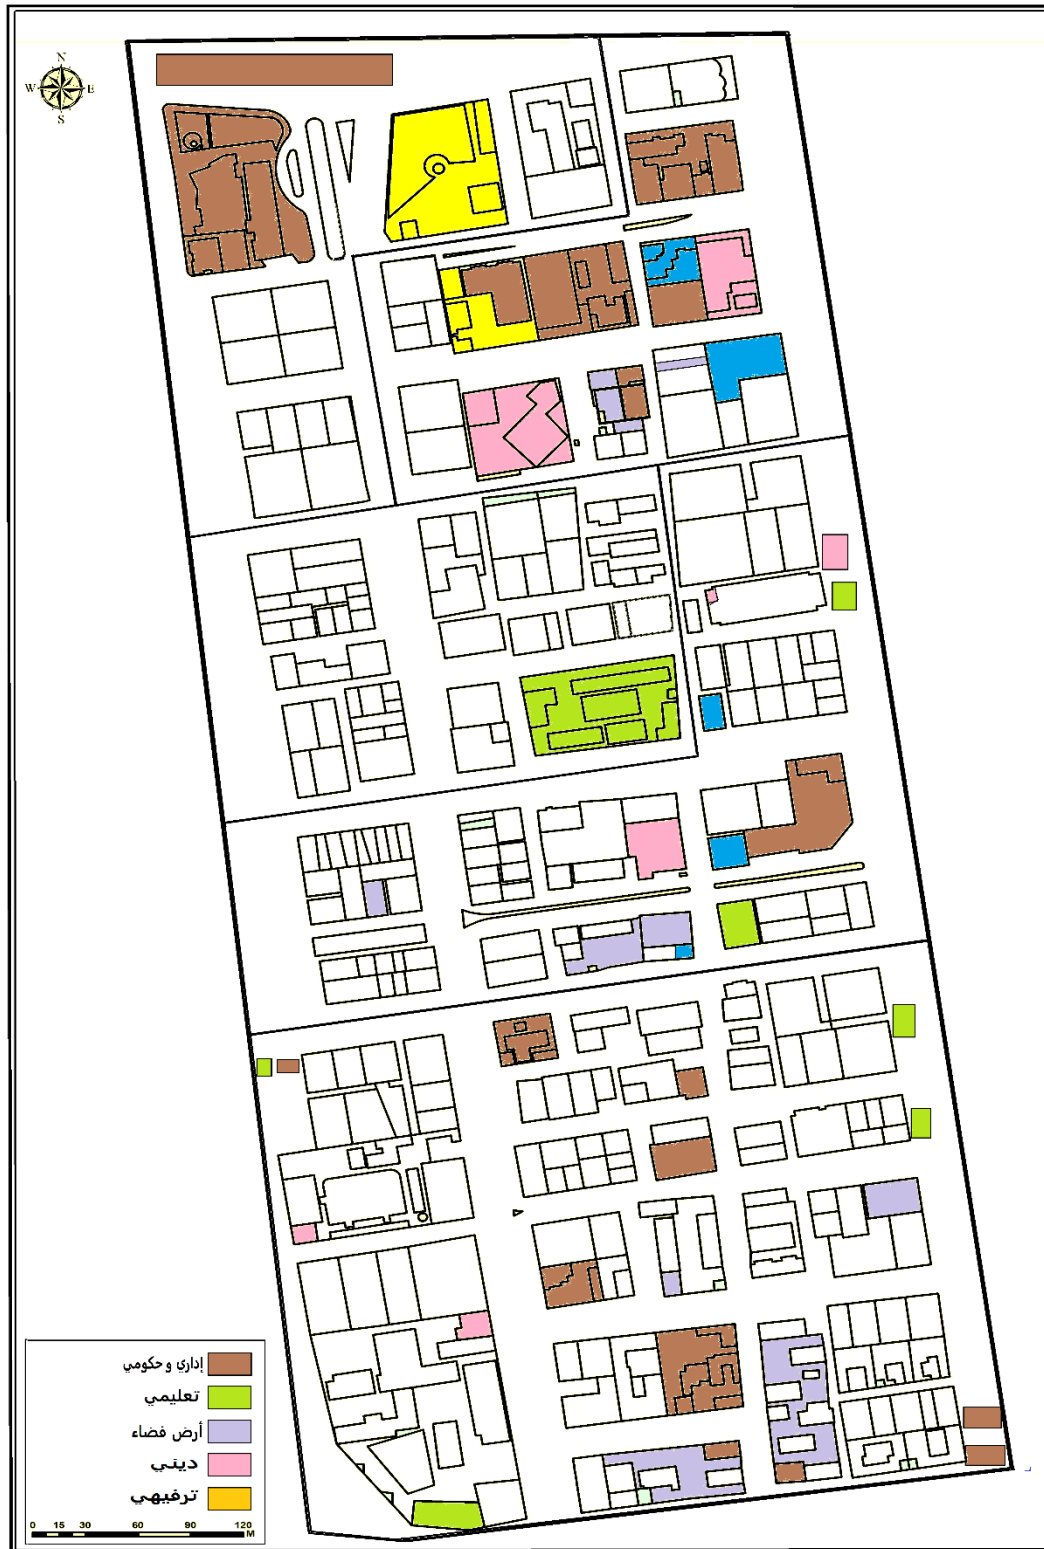 N
W E
S
إداري و حكومي
تعليمي
أرض فضاء
ديني
ترفيهي
0 15 30 60 90 120
M